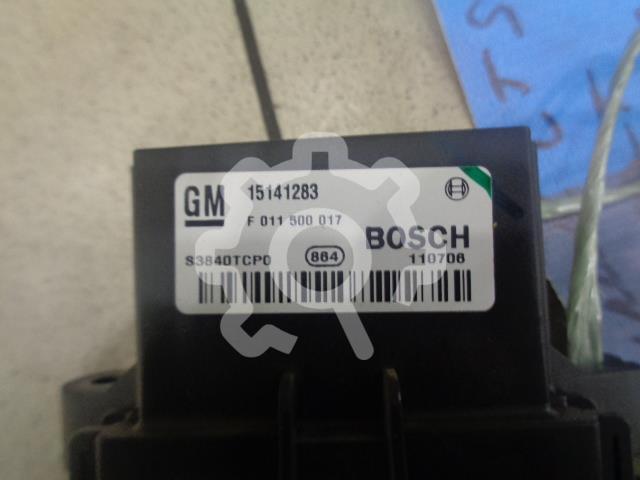 GM 15141283
F 011 500 017
BOSCH
S3840TCP0 864 110706